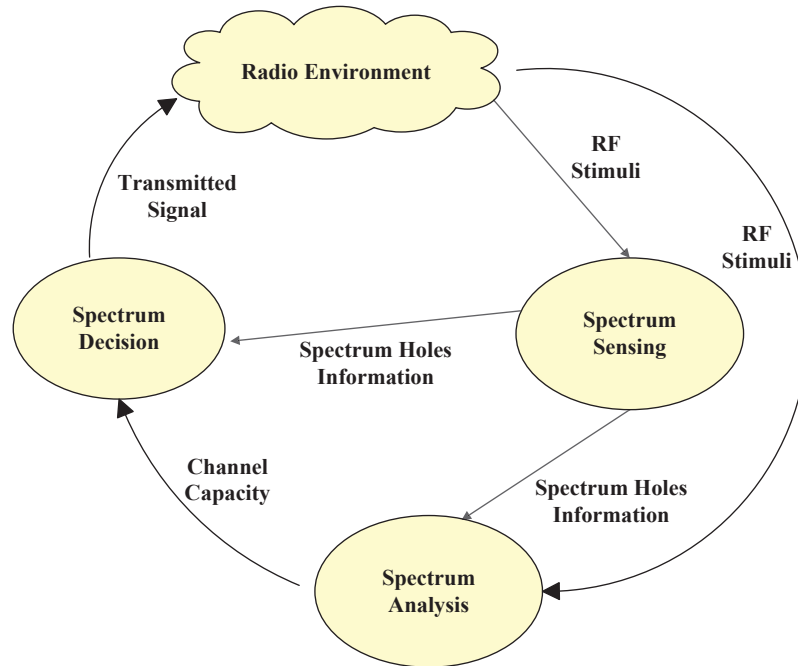 Radio Environment
RF
Stimuli
Transmitted
Signal
RF
Stimuli
Spectrum
Decision
Spectrum
Sensing
Spectrum Holes
Information
Channel
Capacity
Spectrum Holes
Information
Spectrum
Analysis